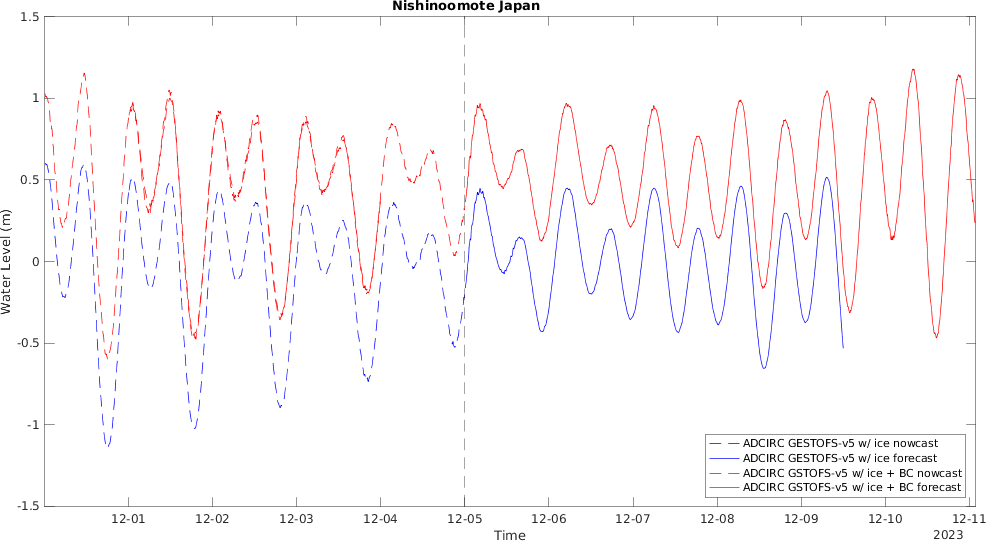 Nishinoomote Japan
1.5
1
0.5
0
-0.5
-1
-1.5
Water Level (m)
12-01 12-02 12-03 12-04 12-05 12-06 12-07 12-08 12-09 12-10 12-11
Time
2023
ADCIRC GESTOFS-v5 w/ ice nowcast
ADCIRC GESTOFS-v5 w/ ice forecast
ADCIRC GSTOFS-v5 w/ ice + BC nowcast
ADCIRC GSTOFS-v5 w/ ice + BC forecast